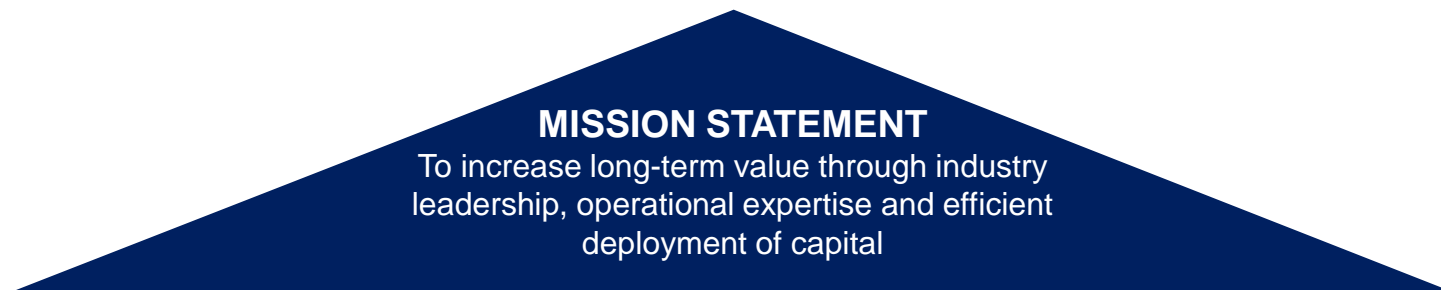 MISSION STATEMENT
To increase long-term value through industry
leadership, operational expertise and efficient
deployment of capital